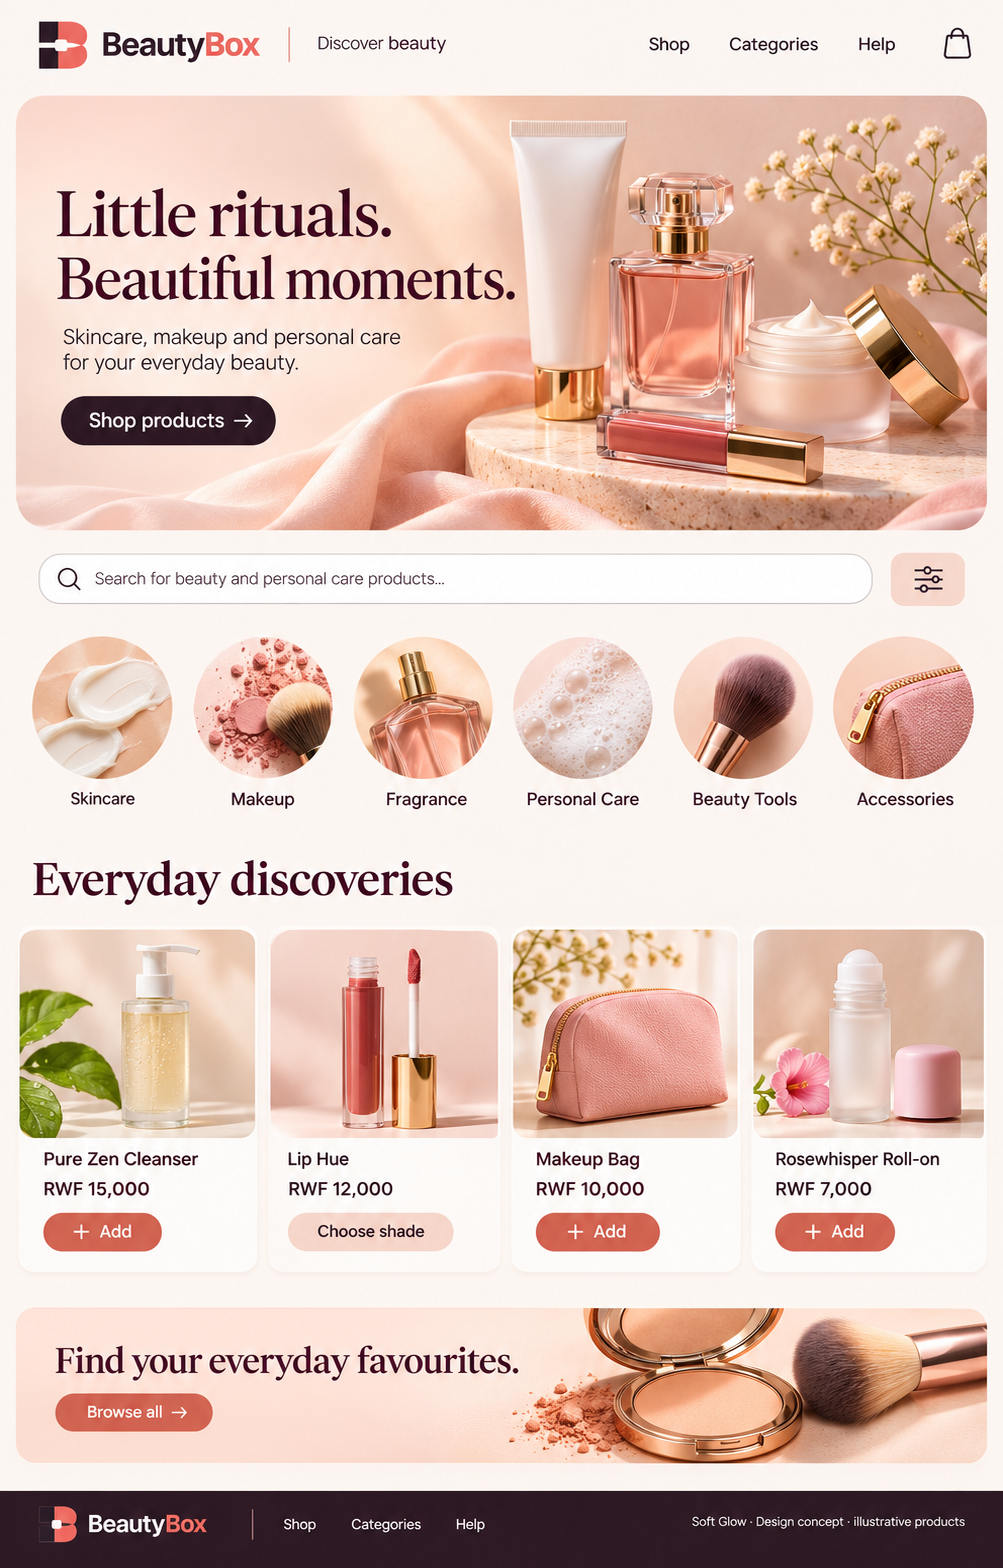 BeautyBox
Discover beauty
Shop
Categories
Help
Little rituals.
Beautiful moments.
Skincare, makeup and personal care
for your everyday beauty.
Shop products →
Search for beauty and personal care products...
Skincare
Makeup
Fragrance
Personal Care
Beauty Tools
Accessories
Everyday discoveries
Pure Zen Cleanser
RWF 15,000
+ Add
Lip Hue
RWF 12,000
Choose shade
Makeup Bag
RWF 10,000
+ Add
Rosewhisper Roll-on
RWF 7,000
+ Add
Find your everyday favourites.
Browse all →
BeautyBox
Shop
Categories
Help
Soft Glow · Design concept · illustrative products